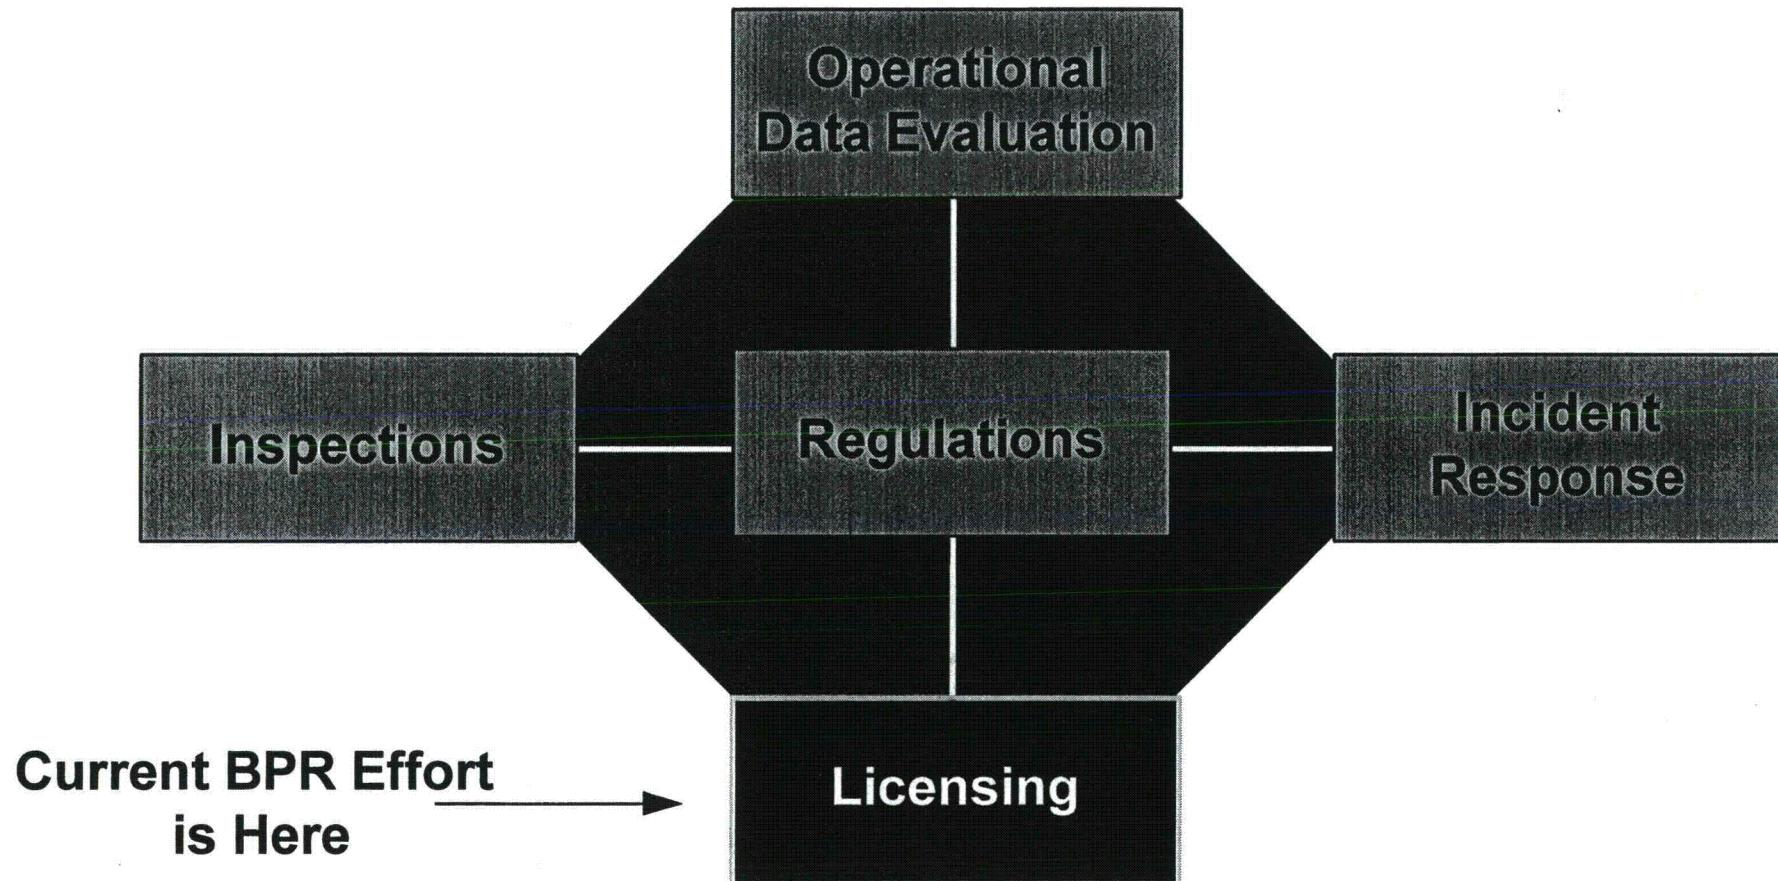 Operational
Data Evaluation
Inspections
Regulations
Incident
Response
Current BPR Effort
is Here
Licensing